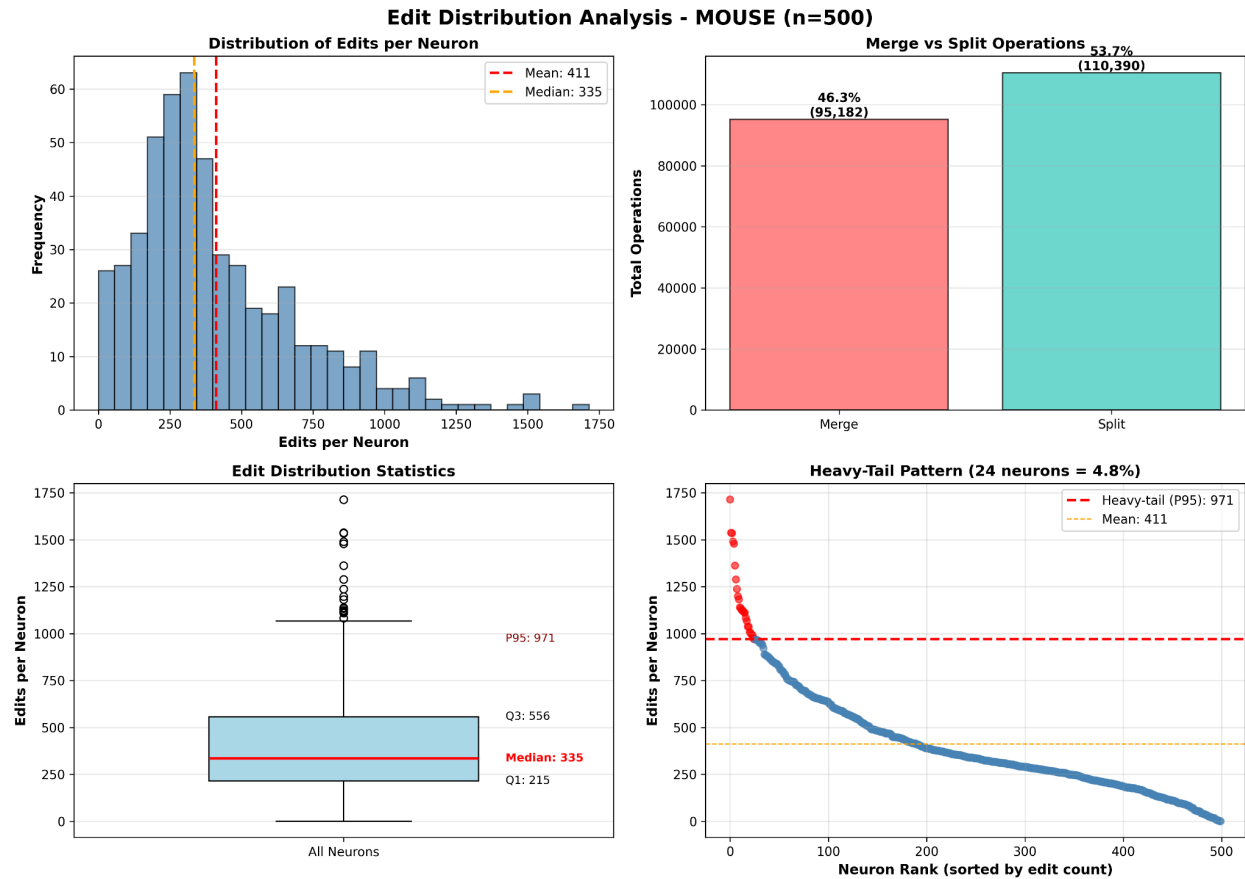 Edit Distribution Analysis - MOUSE (n=500)
Distribution of Edits per Neuron
Mean: 411
Median: 335
Frequency
60
50
40
30
20
10
0
0 250 500 750 1000 1250 1500 1750
Edits per Neuron
Merge vs Split Operations
46.3%
(95,182)
53.7%
(110,390)
Total Operations
100000
80000
60000
40000
20000
0
Merge Split
Edit Distribution Statistics
1750
1500
1250
1000
750
500
250
0
Edits per Neuron
P95: 971
Q3: 556
Median: 335
Q1: 215
All Neurons
Heavy-Tail Pattern (24 neurons = 4.8%)
Heavy-tail (P95): 971
Mean: 411
Edits per Neuron
1750
1500
1250
1000
750
500
250
0
0 100 200 300 400 500
Neuron Rank (sorted by edit count)